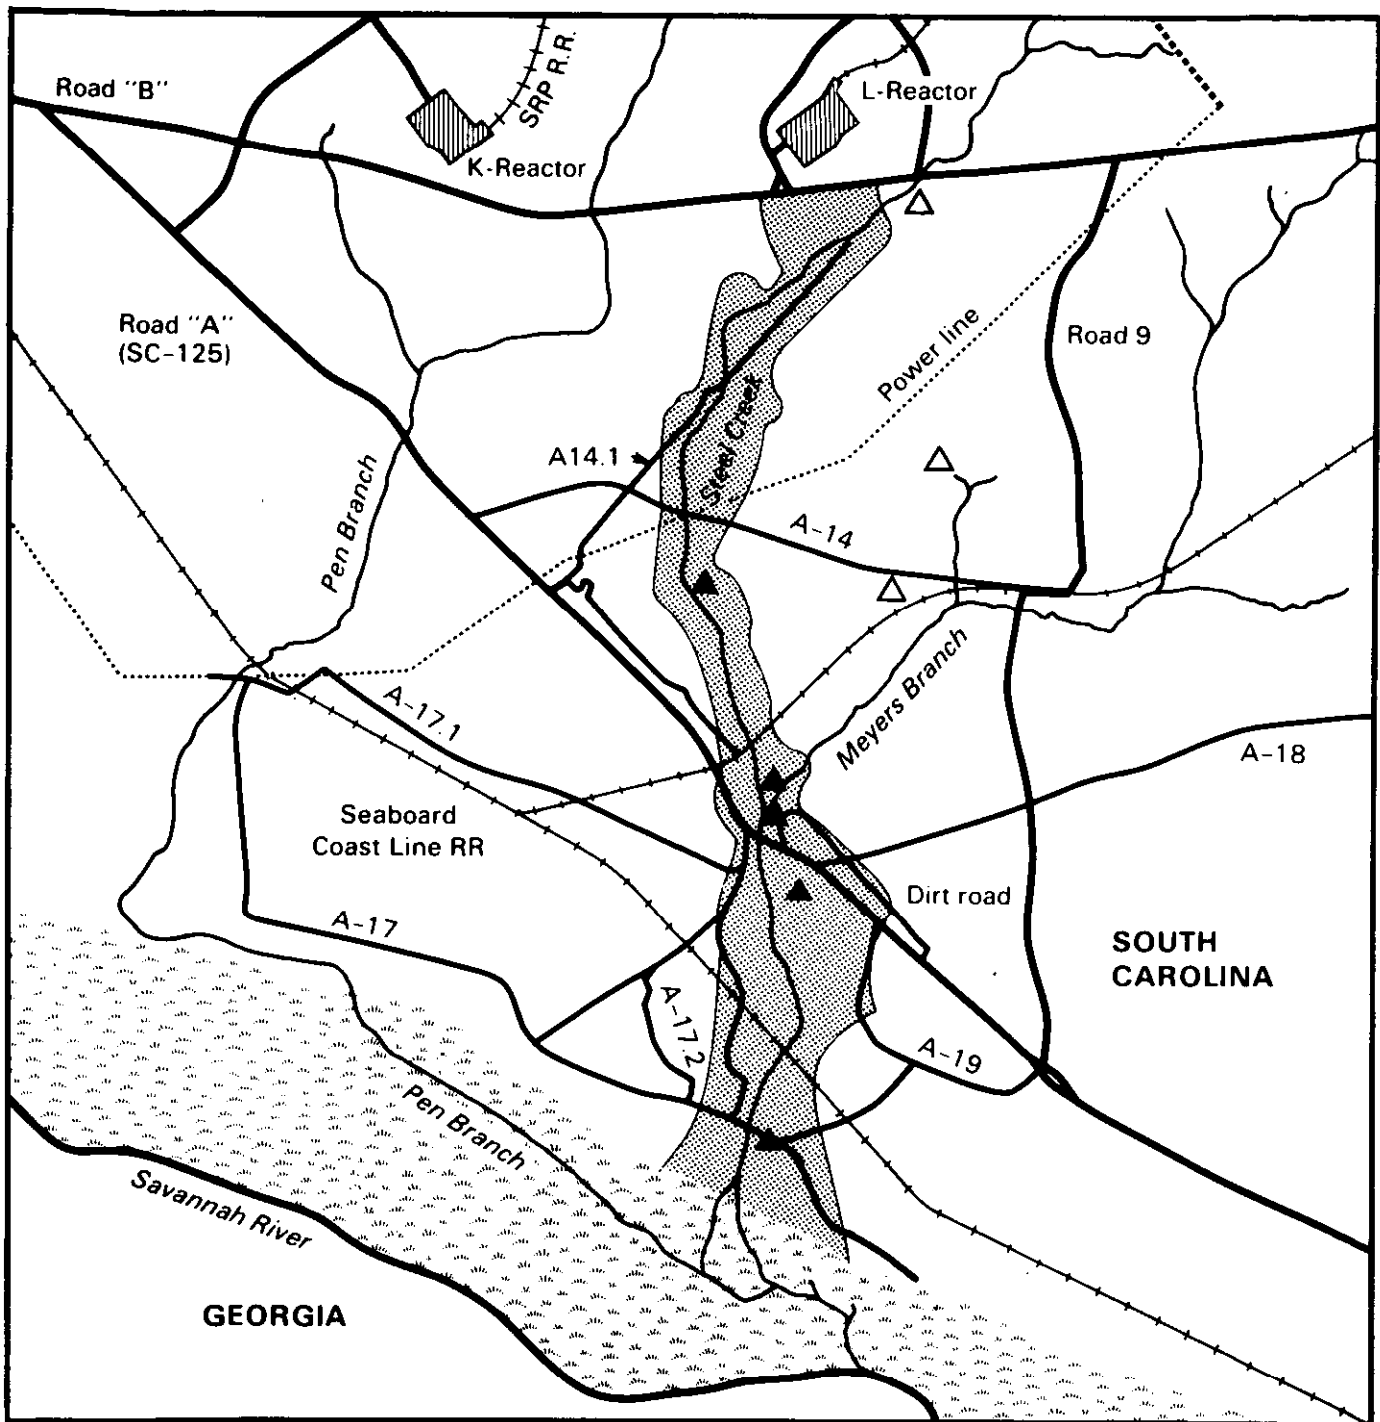 Road "B"
SRP R.R.
L-Reactor
K-Reactor
Road "A"
(SC-125)
Road 9
Power line
Steel Creek
A14.1
Pen Branch
A-14
Meyers Branch
A-17.1
A-18
Seaboard
Coast Line RR
Dirt road
A-17
SOUTH
CAROLINA
A-17.2
A-19
Pen Branch
Savannah River
GEORGIA